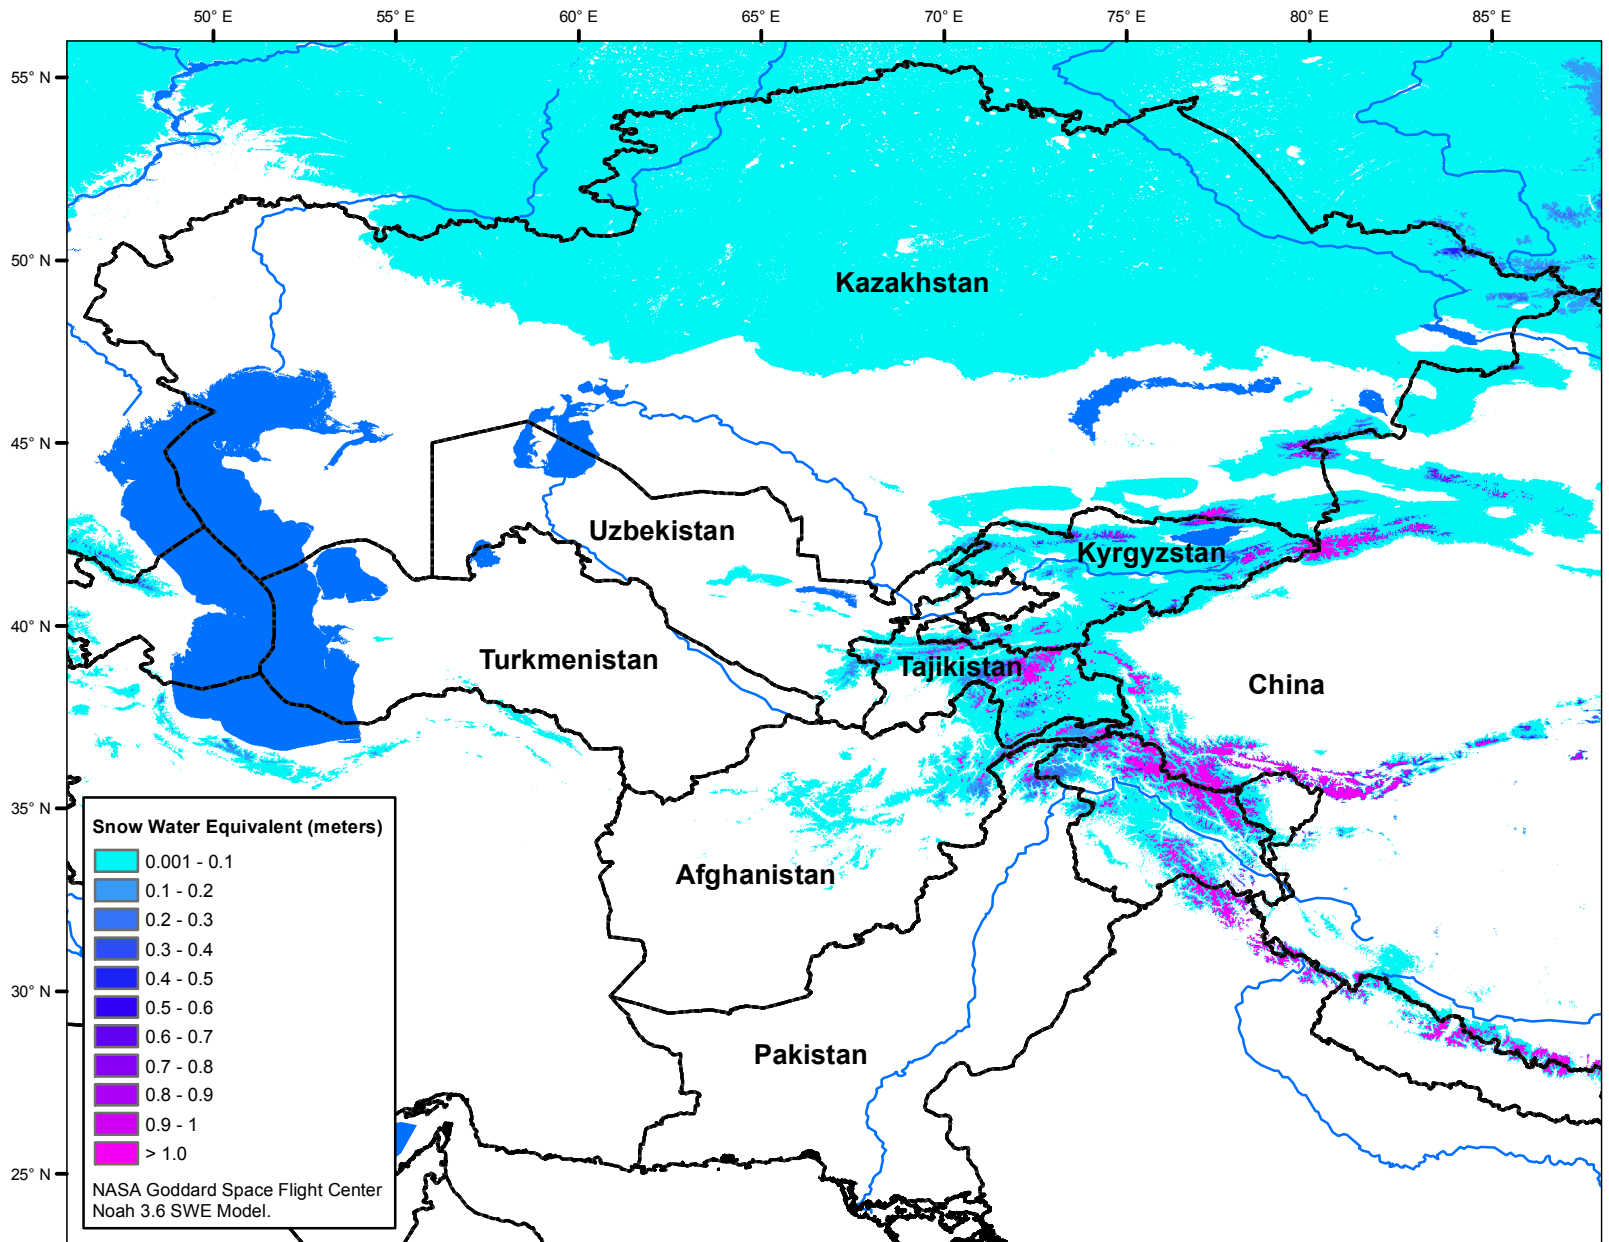 50° E 55° E 60° E 65° E 70° E 75° E 80° E 85° E
55° N
50° N
Kazakhstan
45° N
Uzbekistan
Kyrgyzstan
40° N
Turkmenistan
Tajikistan
China
35° N
Snow Water Equivalent (meters)
0.001 - 0.1
0.1 - 0.2
0.2 - 0.3
0.3 - 0.4
0.4 - 0.5
0.5 - 0.6
0.6 - 0.7
0.7 - 0.8
0.8 - 0.9
0.9 - 1
> 1.0
NASA Goddard Space Flight Center
Noah 3.6 SWE Model.
Afghanistan
30° N
Pakistan
25° N